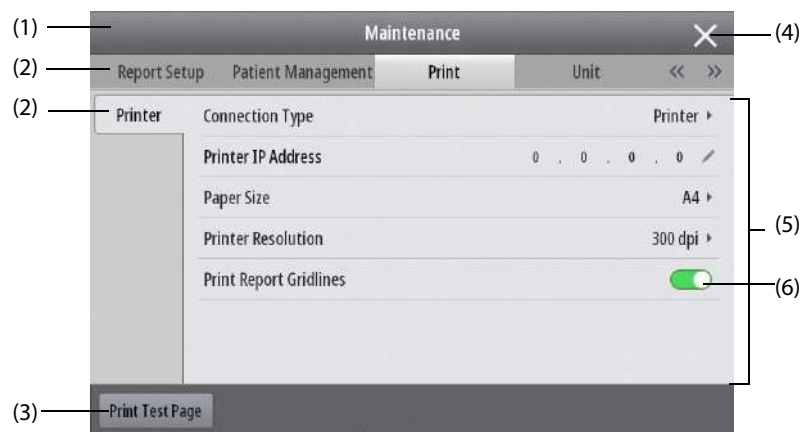 (1) Maintenance (4)
(2) Report Setup Patient Management Print Unit << >>
(2) Printer Connection Type Printer
Printer IP Address 0 . 0 . 0 . 0
Paper Size A4
(5)
Printer Resolution 300 dpi
Print Report Gridlines
(6)
(3) Print Test Page